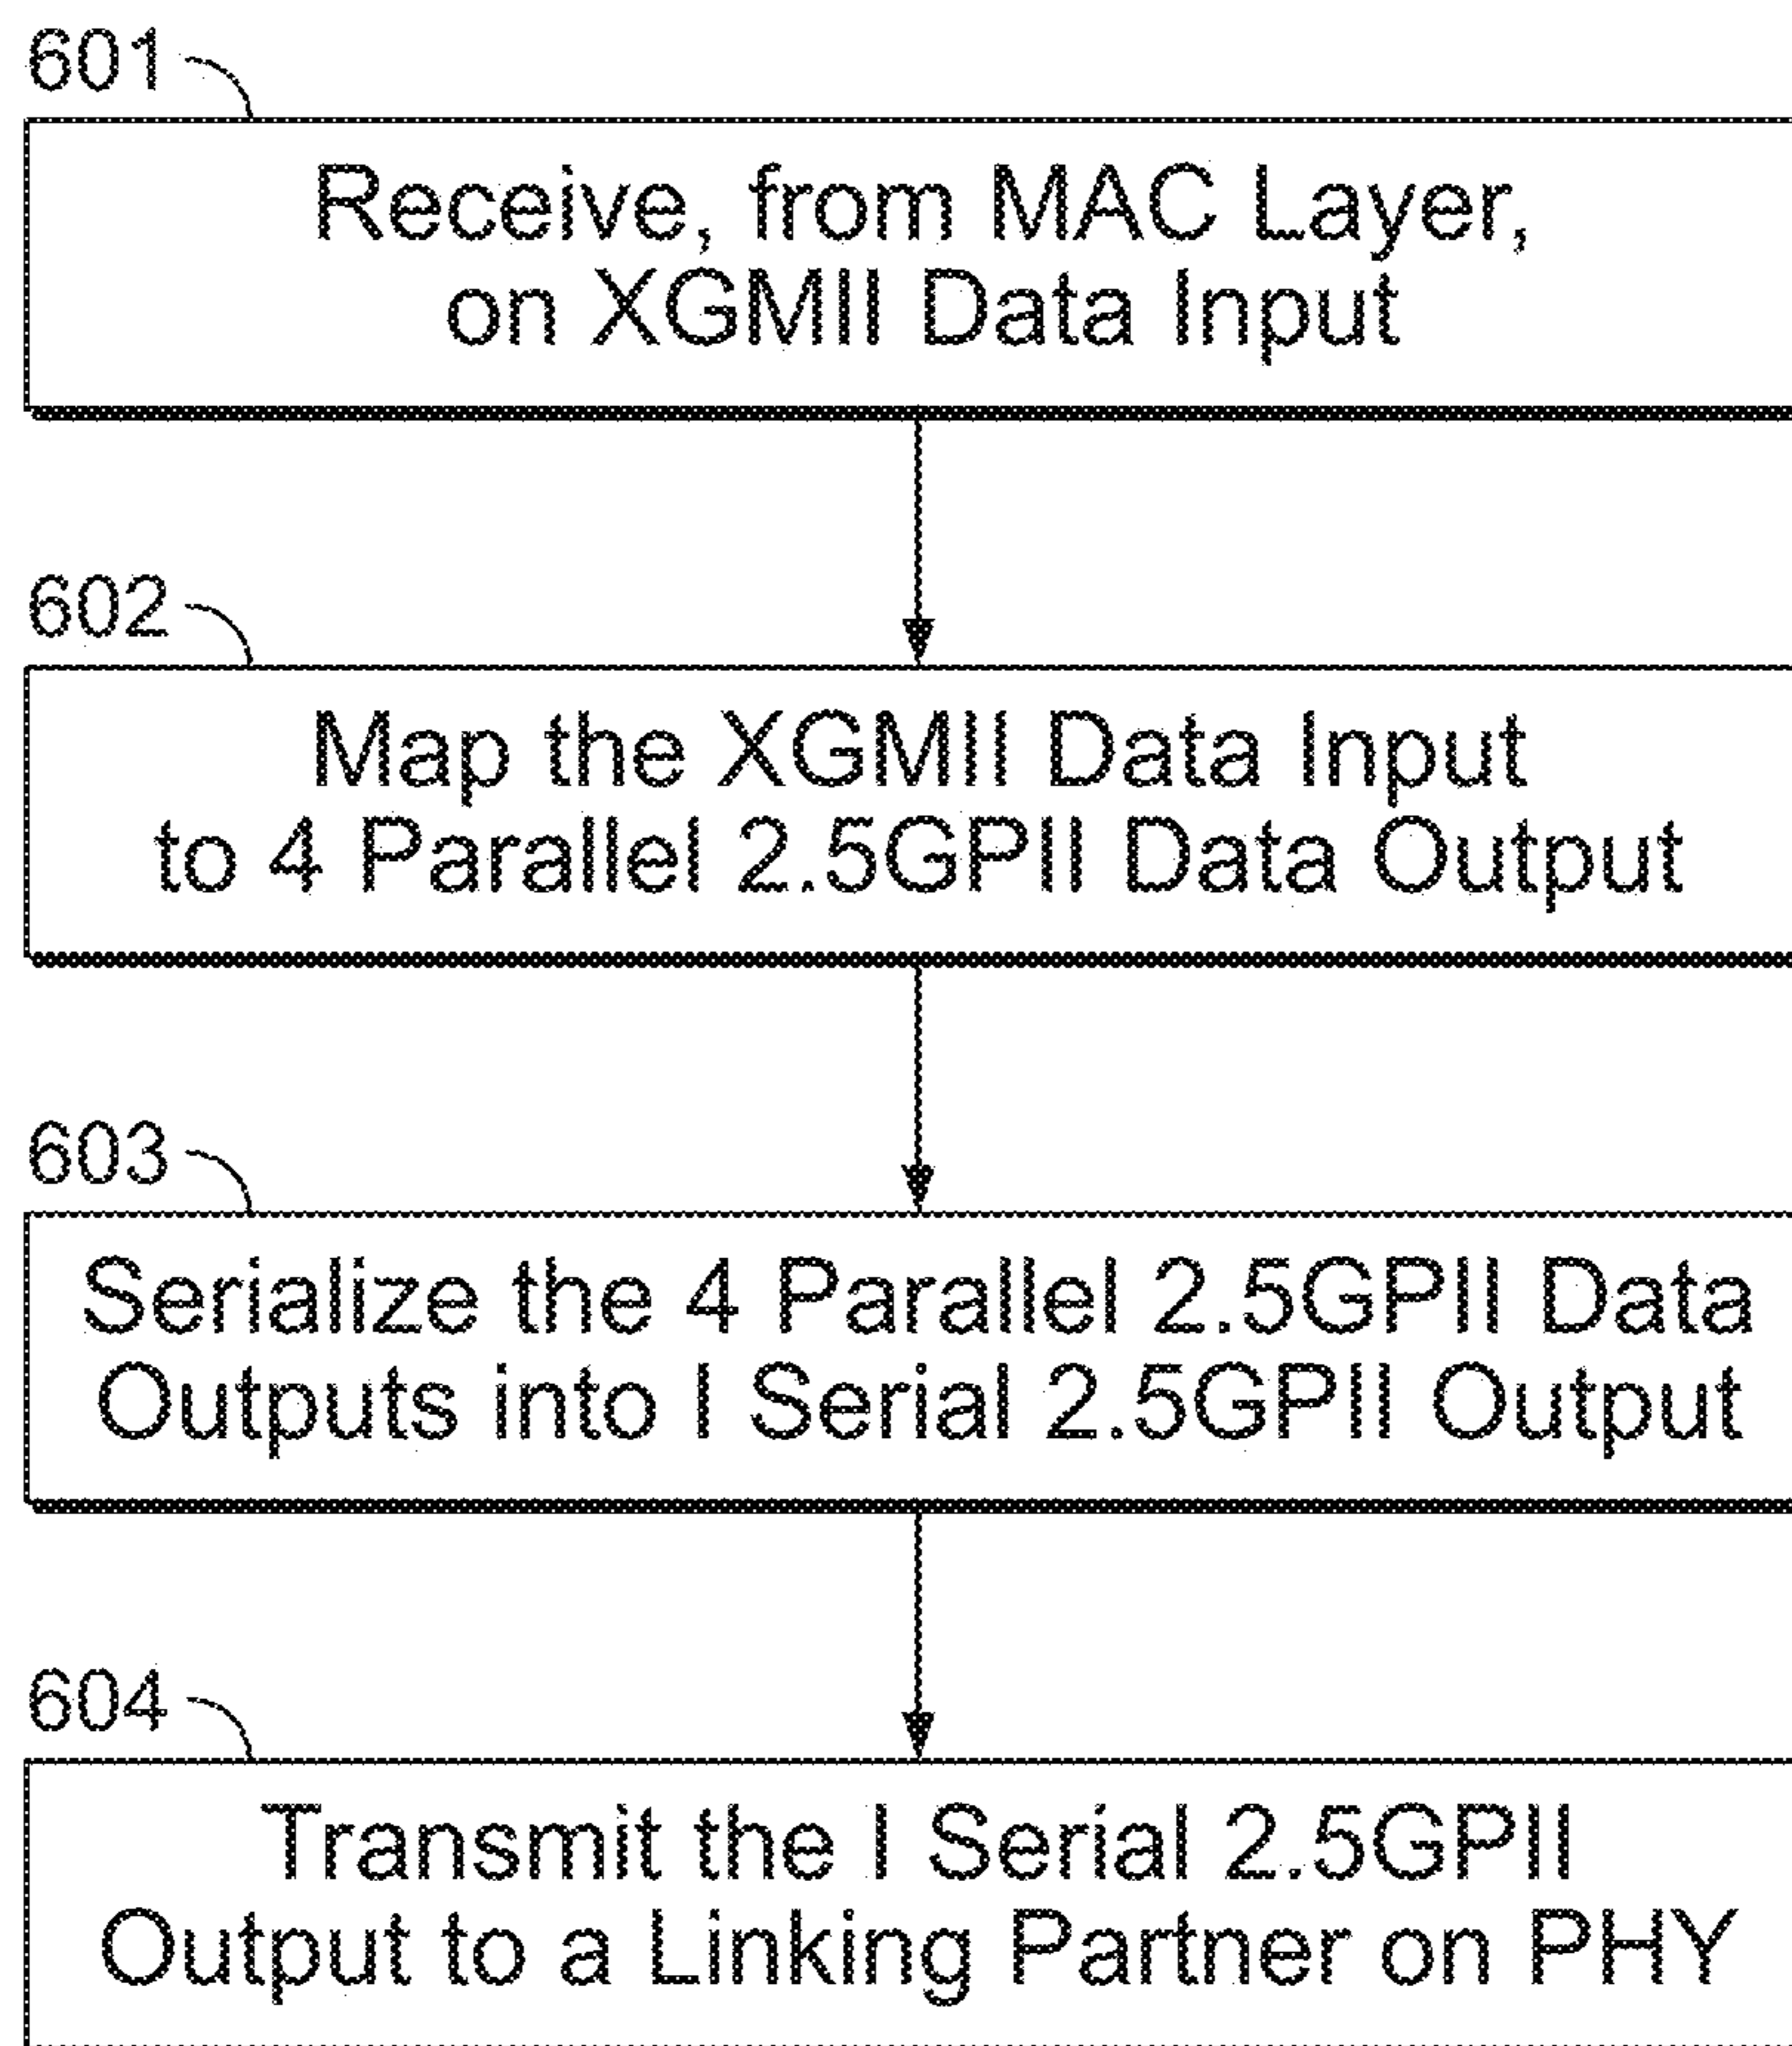 601
Receive, from MAC Layer,
on XGMII Data Input
602
Map the XGMII Data Input
to 4 Parallel 2.5GPII Data Output
603
Serialize the 4 Parallel 2.5GPII Data
Outputs into I Serial 2.5GPII Output
604
Transmit the I Serial 2.5GPII
Output to a Linking Partner on PHY